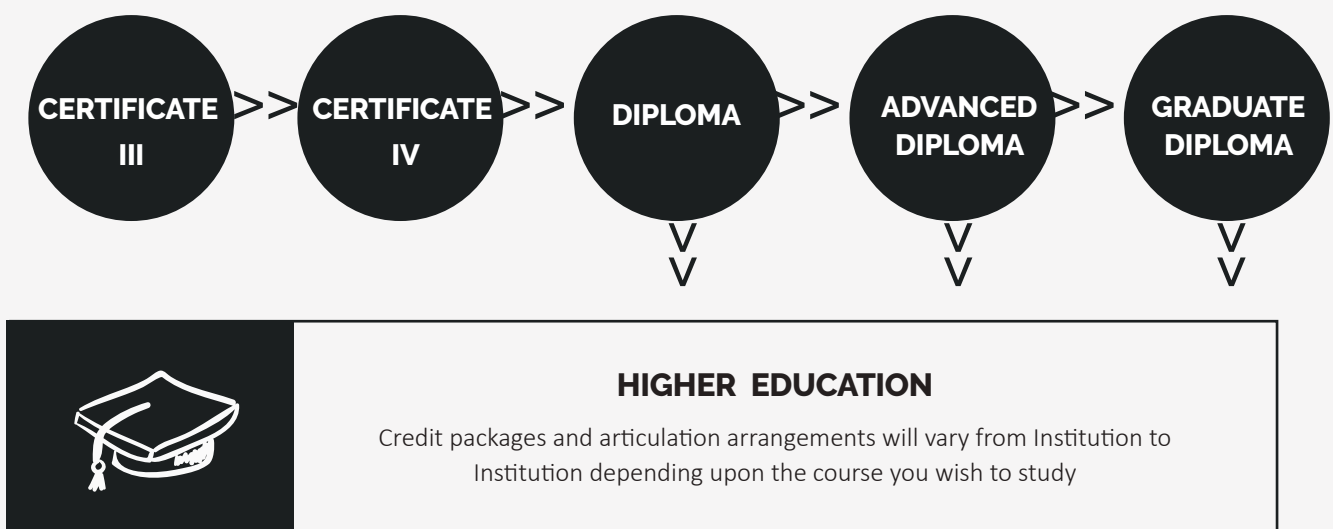 CERTIFICATE
III
>>
CERTIFICATE
IV
>>
DIPLOMA
>>
ADVANCED
DIPLOMA
>>
GRADUATE
DIPLOMA
HIGHER EDUCATION
Credit packages and articulation arrangements will vary from Institution to
Institution depending upon the course you wish to study